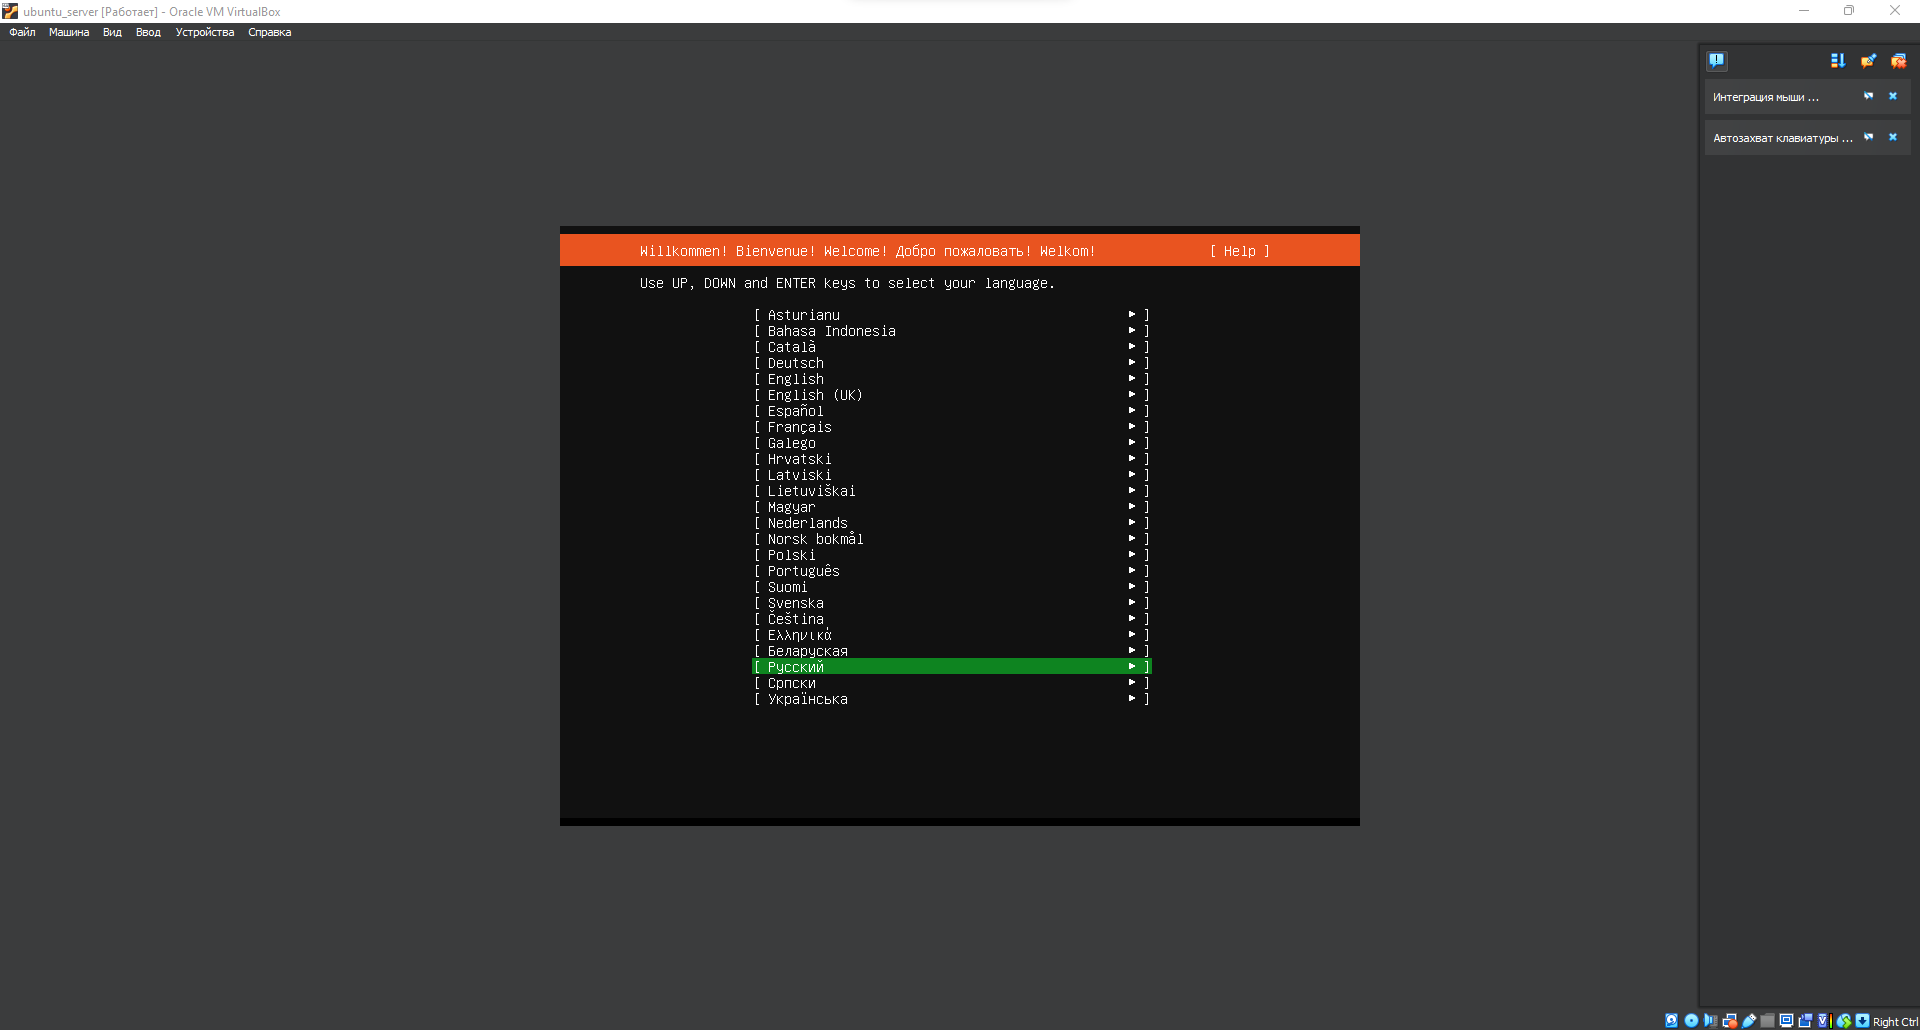 ubuntu_server [Работает] - Oracle VM VirtualBox
Файл Машина Вид Ввод Устройства Справка
Интеграция мыши ...
Автозахват клавиатуры ...
Willkommen! Bienvenue! Welcome! Добро пожаловать! Welkom! [ Help ]
Use UP, DOWN and ENTER keys to select your language.
[ Asturianu ► ]
[ Bahasa Indonesia ► ]
[ Català ► ]
[ Deutsch ► ]
[ English ► ]
[ English (UK) ► ]
[ Español ► ]
[ Français ► ]
[ Galego ► ]
[ Hrvatski ► ]
[ Latviski ► ]
[ Lietuviškai ► ]
[ Magyar ► ]
[ Nederlands ► ]
[ Norsk bokmål ► ]
[ Polski ► ]
[ Português ► ]
[ Suomi ► ]
[ Svenska ► ]
[ Čeština ► ]
[ Ελληνικά ► ]
[ Беларуская ► ]
[ Русский ► ]
[ Српски ► ]
[ Українська ► ]
Right Ctrl